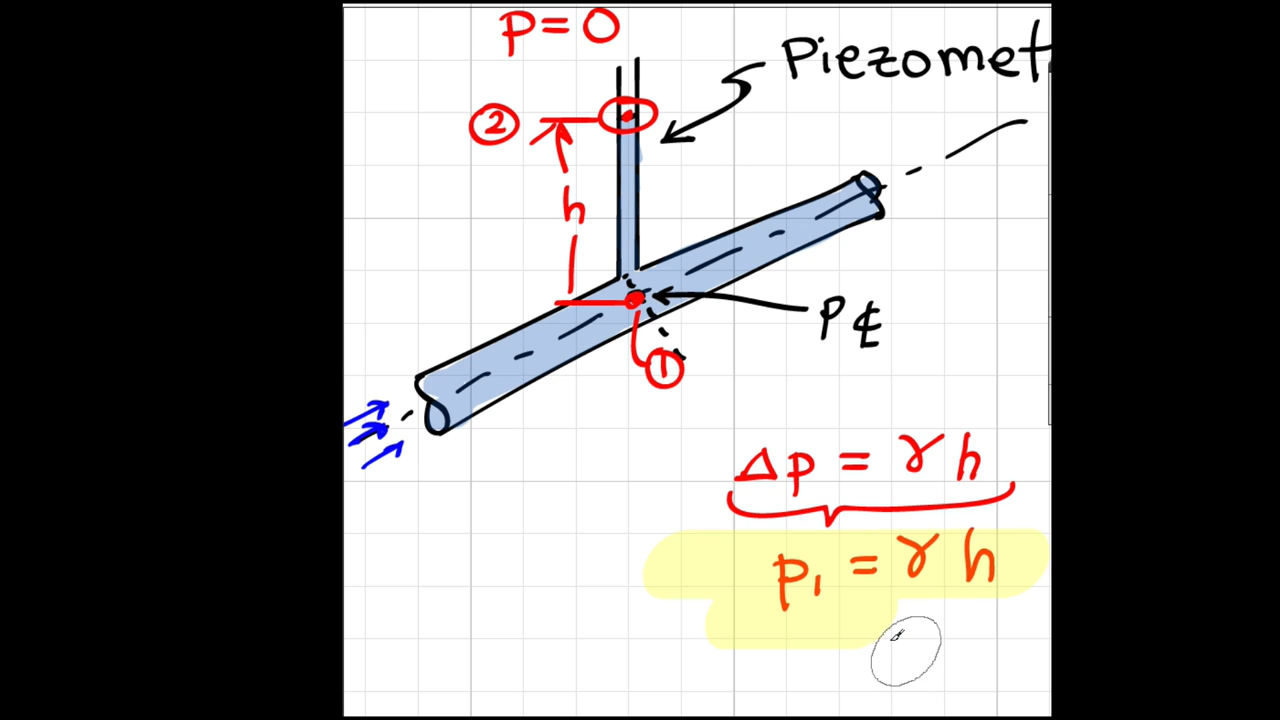 p = 0
Piezomet
②
h
P ℄
①
Δp = γ h
p₁ = γ h